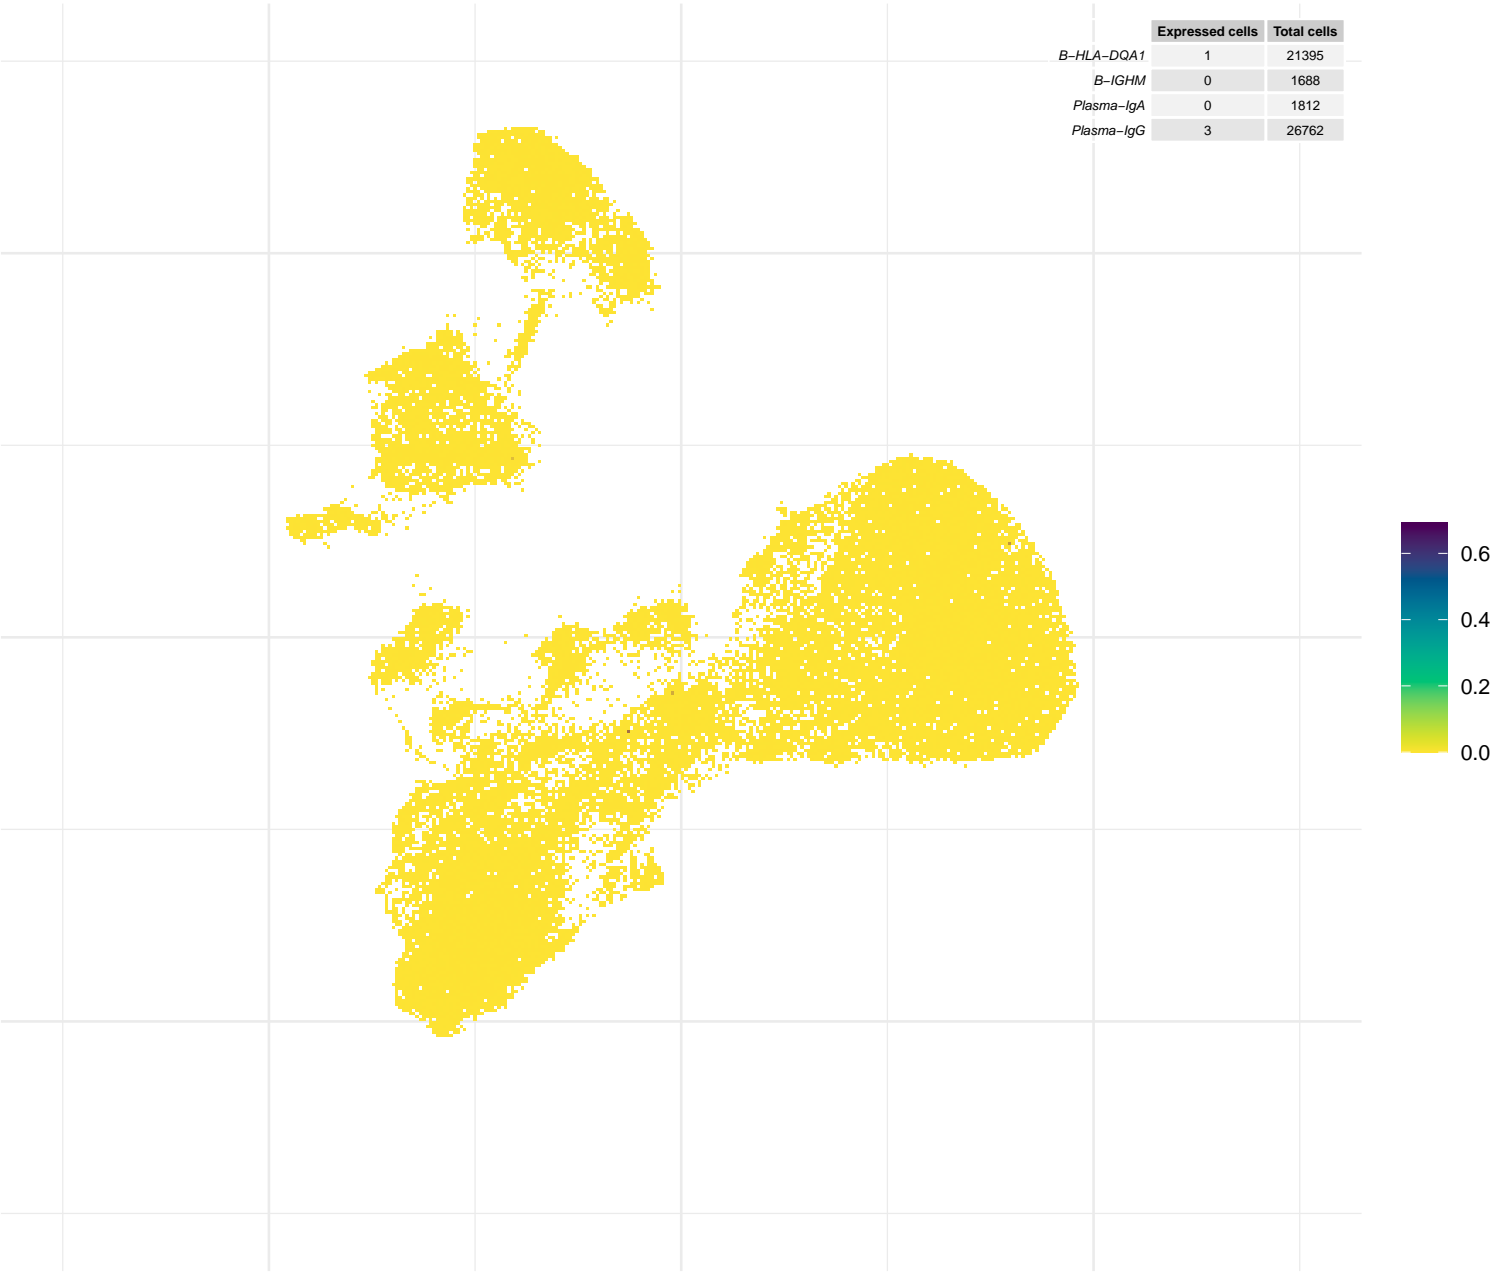 Expressed cells Total cells
B−HLA−DQA1 1 21395
B−IGHM 0 1688
Plasma−IgA 0 1812
Plasma−IgG 3 26762
0.6
0.4
0.2
0.0